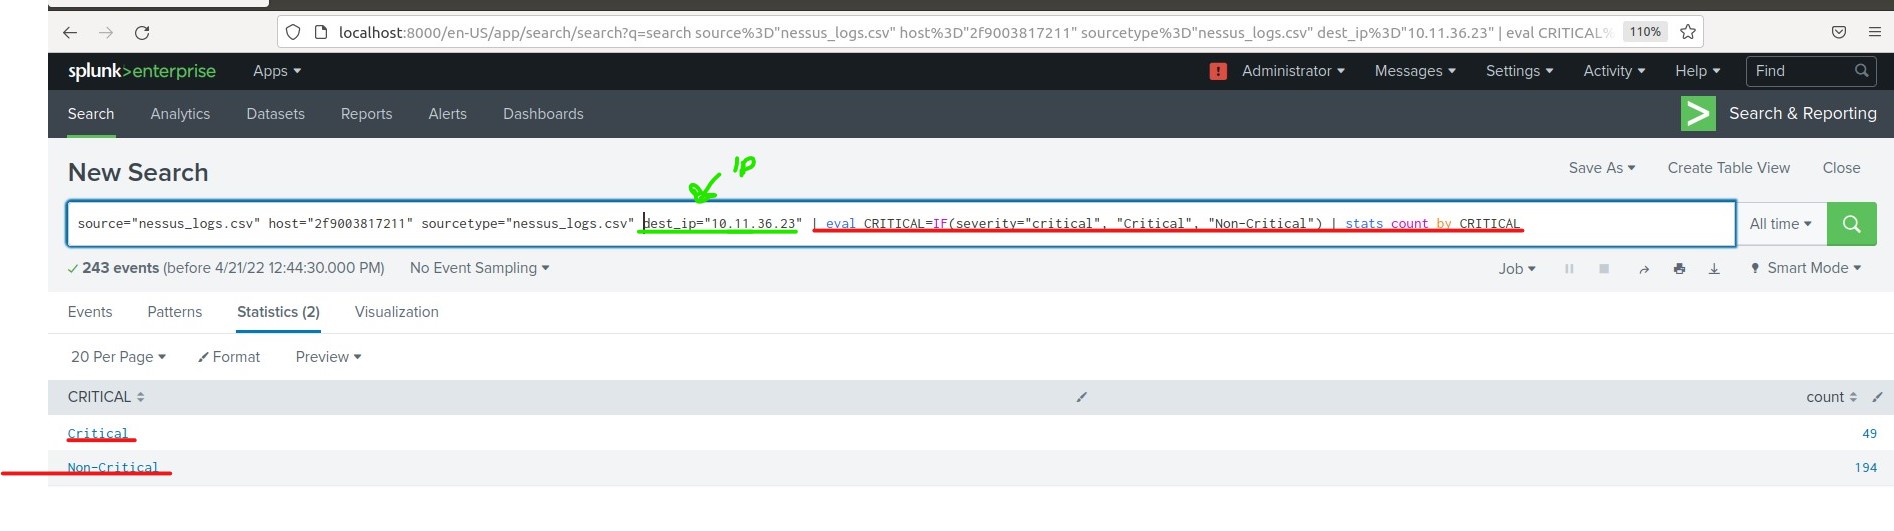 localhost:8000/en-US/app/search/search?q=search source%3D"nessus_logs.csv" host%3D"2f9003817211" sourcetype%3D"nessus_logs.csv" dest_ip%3D"10.11.36.23" | eval CRITICAL% 110%
splunk>enterprise Apps ! Administrator Messages Settings Activity Help Find
Search Analytics Datasets Reports Alerts Dashboards > Search & Reporting
IP
New Search Save As Create Table View Close
source="nessus_logs.csv" host="2f9003817211" sourcetype="nessus_logs.csv" dest_ip="10.11.36.23" | eval CRITICAL=IF(severity="critical", "Critical", "Non-Critical") | stats count by CRITICAL All time
243 events (before 4/21/22 12:44:30.000 PM) No Event Sampling Job Smart Mode
Events Patterns Statistics (2) Visualization
20 Per Page Format Preview
CRITICAL count
Critical 49
Non-Critical 194